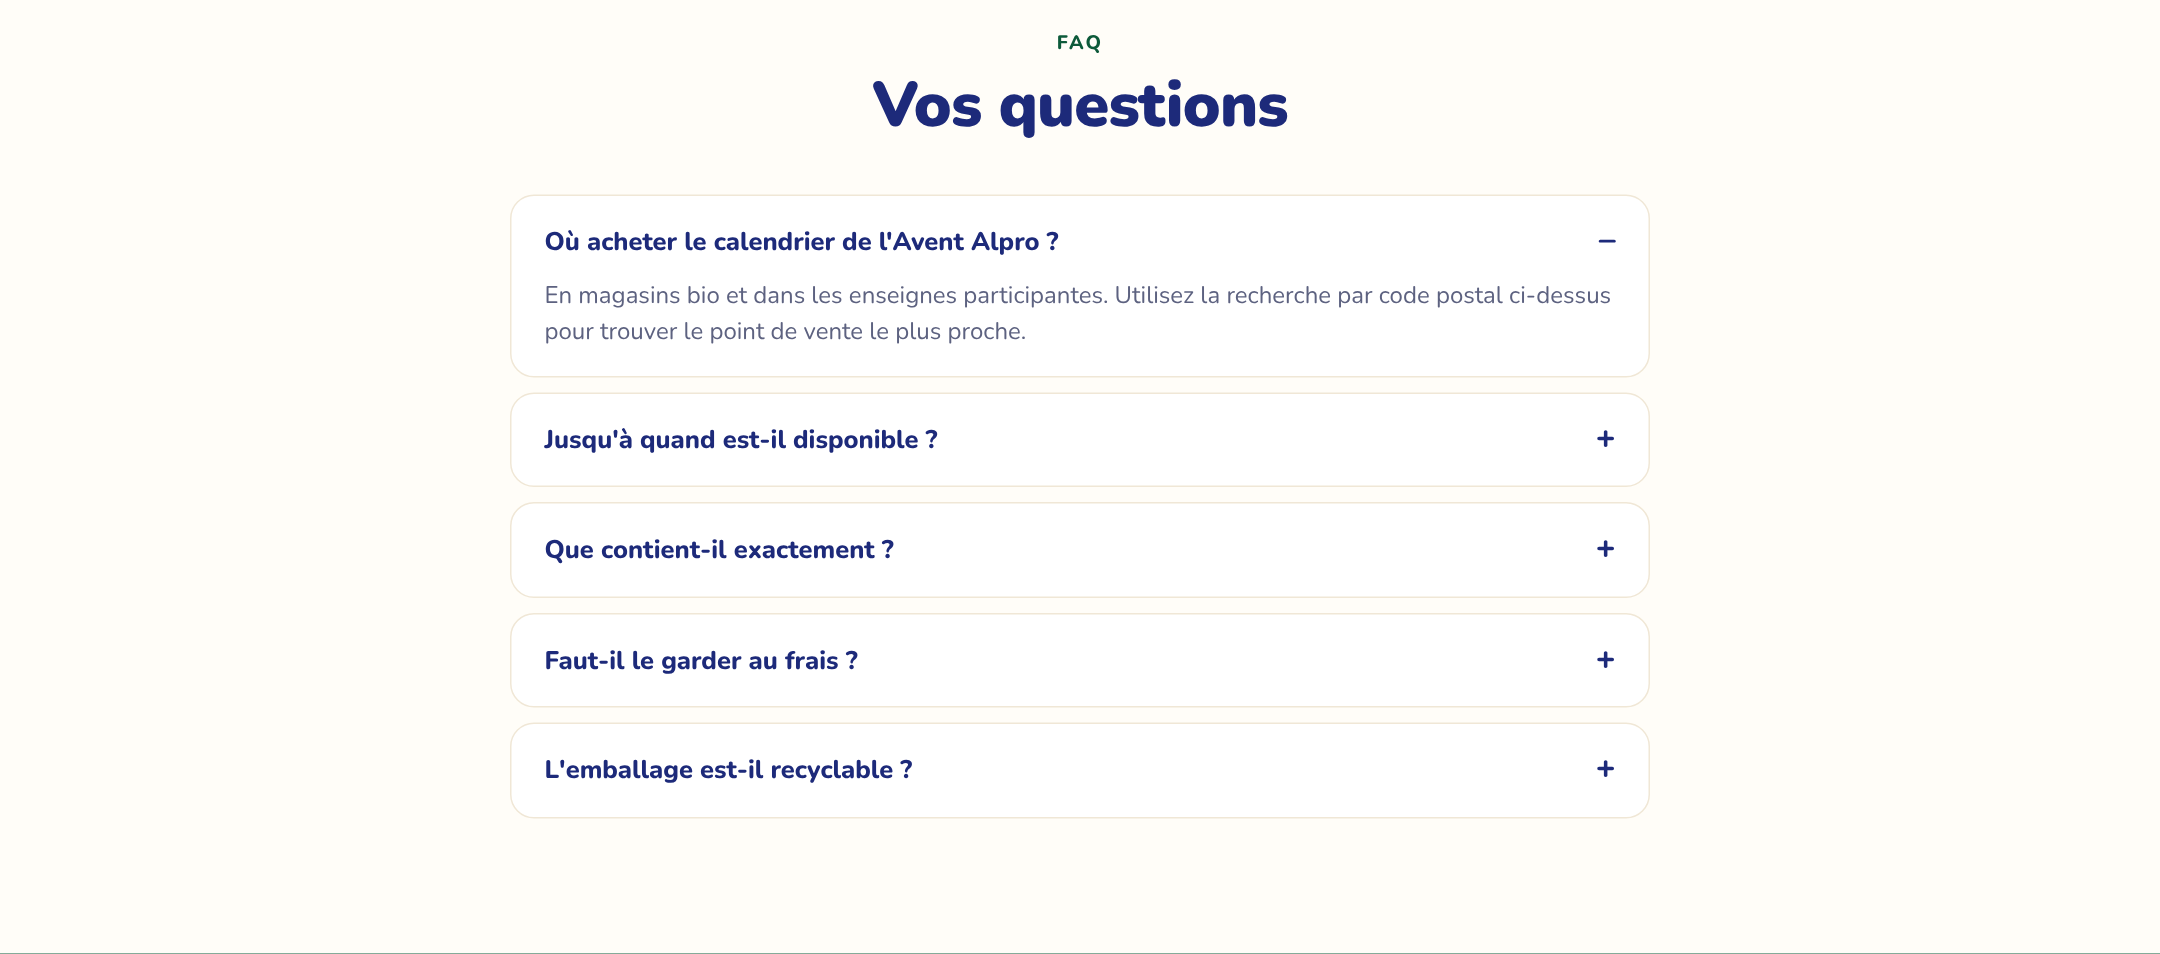 FAQ
Vos questions
Où acheter le calendrier de l'Avent Alpro ?
En magasins bio et dans les enseignes participantes. Utilisez la recherche par code postal ci-dessus
pour trouver le point de vente le plus proche.
Jusqu'à quand est-il disponible ?
Que contient-il exactement ?
Faut-il le garder au frais ?
L'emballage est-il recyclable ?